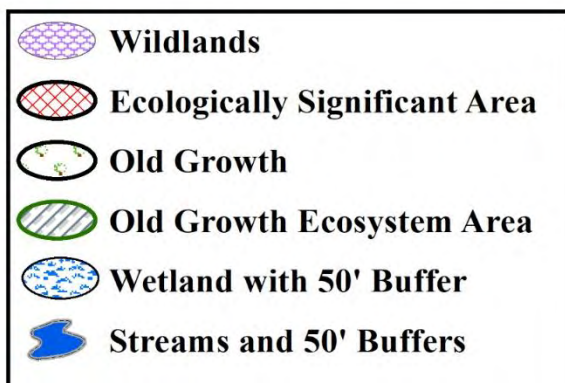 Wildlands
Ecologically Significant Area
Old Growth
Old Growth Ecosystem Area
Wetland with 50' Buffer
Streams and 50' Buffers